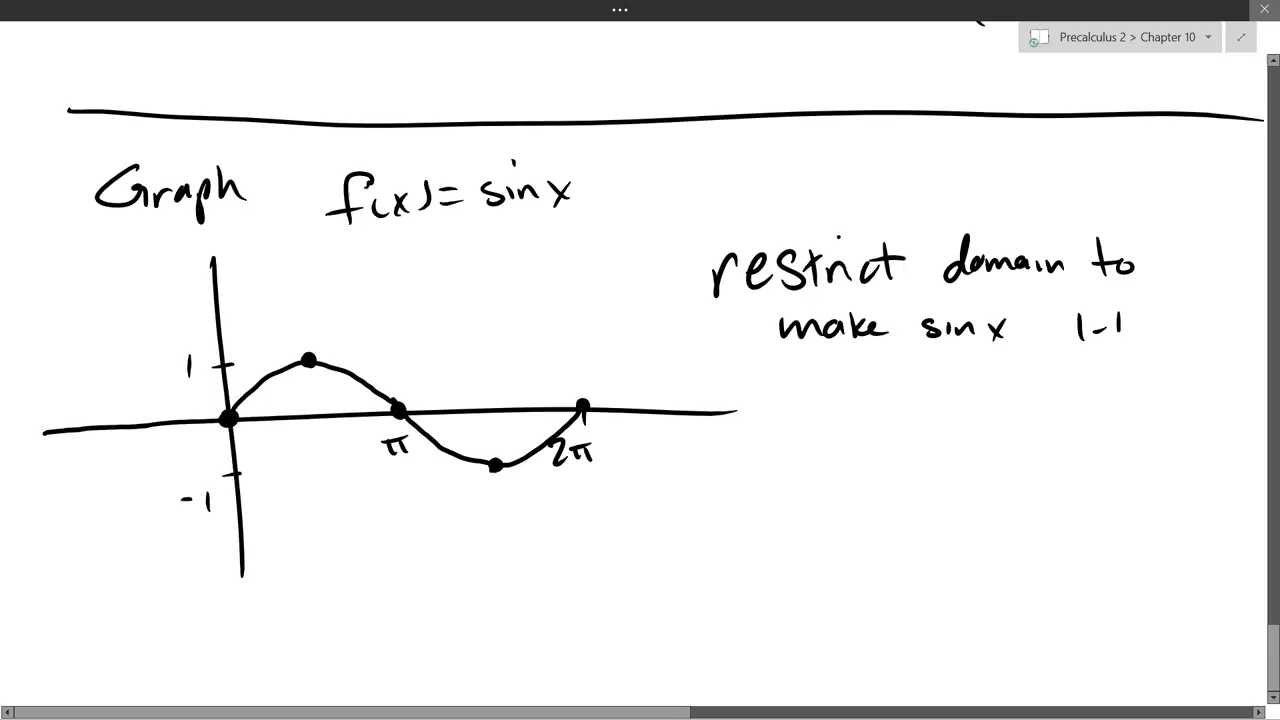 Precalculus 2 > Chapter 10
Graph f(x) = sin x
restrict domain to
make sin x 1-1
1
π
2π
-1